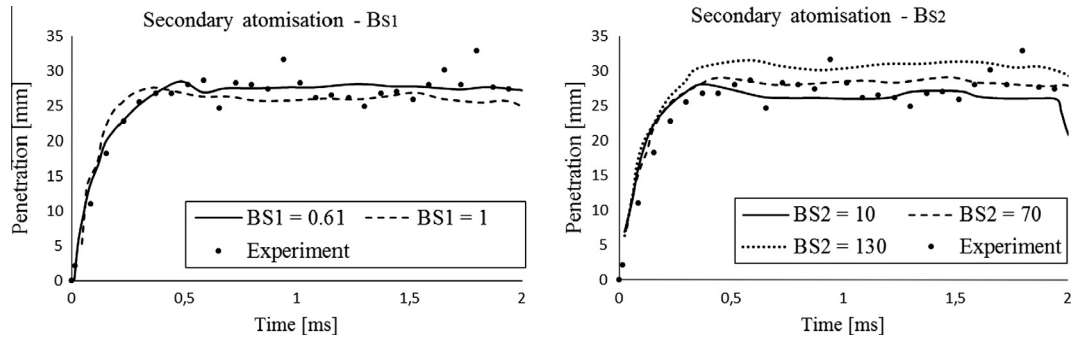 Secondary atomisation - BS1
Penetration [mm]
35
30
25
20
15
10
5
0
0
0,5
1
1,5
2
Time [ms]
BS1 = 0.61
BS1 = 1
Experiment
Secondary atomisation - BS2
Penetration [mm]
35
30
25
20
15
10
5
0
0
0,5
1
1,5
2
Time [ms]
BS2 = 10
BS2 = 70
BS2 = 130
Experiment